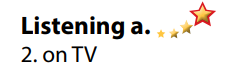 Listening a.
2. on TV